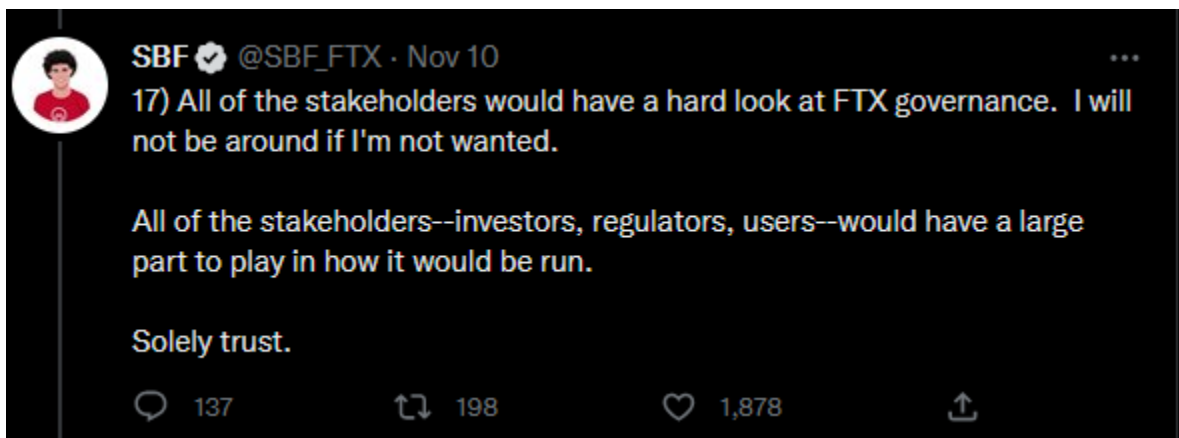 SBF @SBF_FTX · Nov 10
17) All of the stakeholders would have a hard look at FTX governance.  I will
not be around if I'm not wanted.
All of the stakeholders--investors, regulators, users--would have a large
part to play in how it would be run.
Solely trust.
137 198 1,878